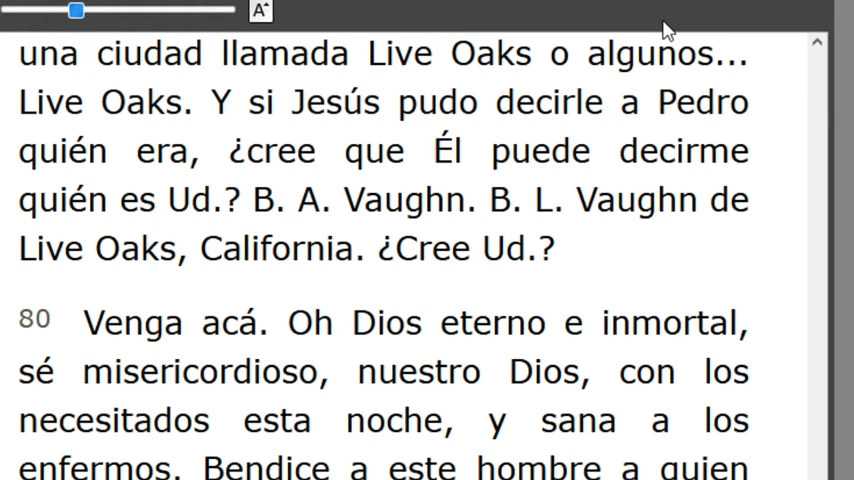 A
una ciudad llamada Live Oaks o algunos...
Live Oaks. Y si Jesús pudo decirle a Pedro
quién era, ¿cree que Él puede decirme
quién es Ud.? B. A. Vaughn. B. L. Vaughn de
Live Oaks, California. ¿Cree Ud.?
80 Venga acá. Oh Dios eterno e inmortal,
sé misericordioso, nuestro Dios, con los
necesitados esta noche, y sana a los
enfermos. Bendice a este hombre a quien